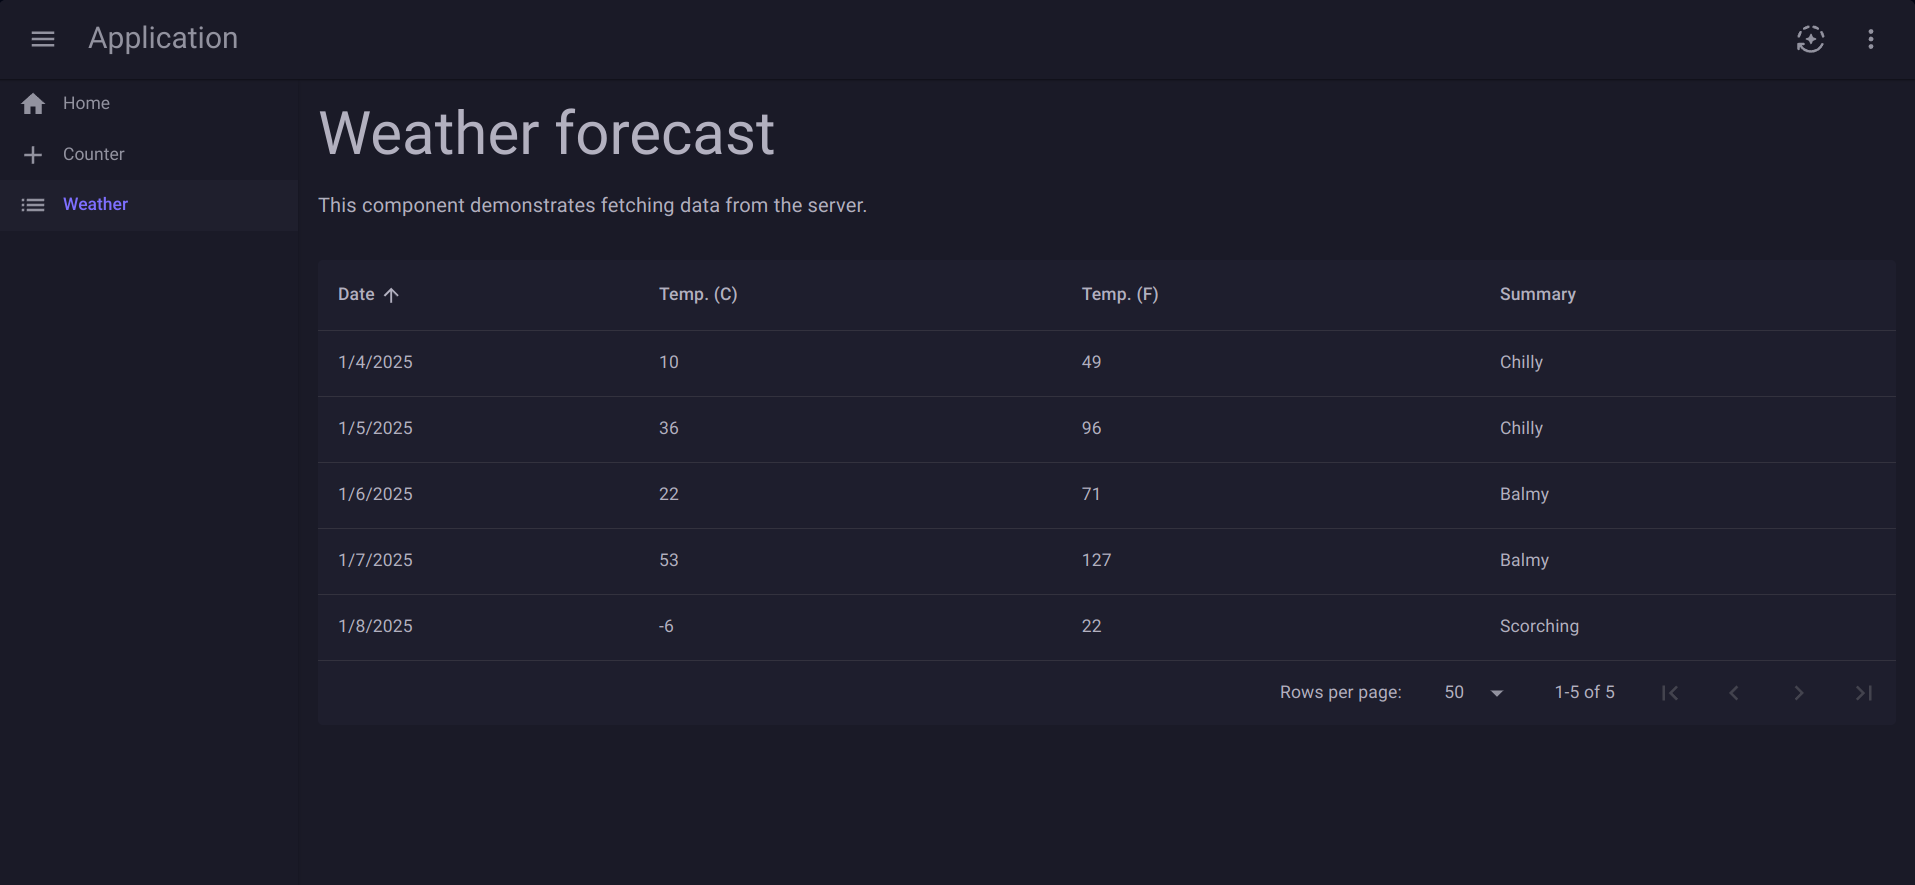 Application
Home
Counter
Weather
Weather forecast
This component demonstrates fetching data from the server.
Date Temp. (C) Temp. (F) Summary
1/4/2025 10 49 Chilly
1/5/2025 36 96 Chilly
1/6/2025 22 71 Balmy
1/7/2025 53 127 Balmy
1/8/2025 -6 22 Scorching
Rows per page: 50 1-5 of 5